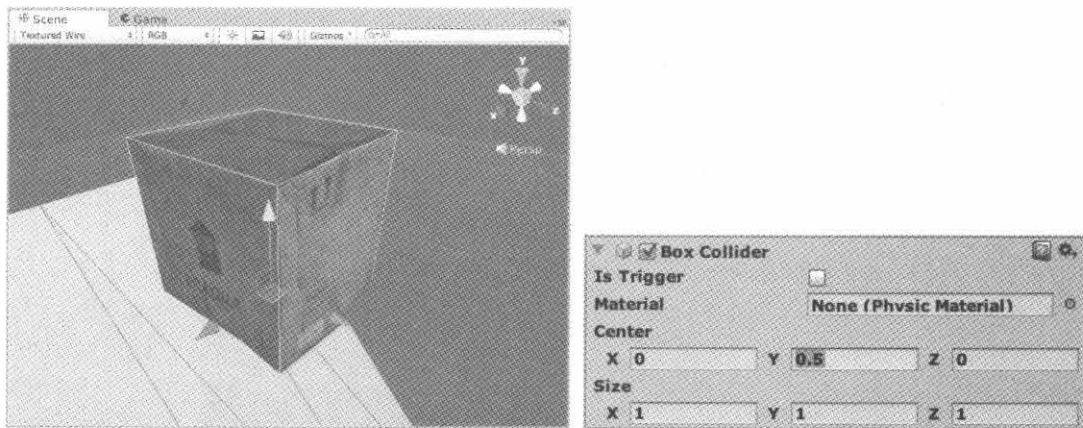 Scene Game
Textured Wire RGB Gizmos
Y
X Z
Persp
Box Collider
Is Trigger
Material None (Physic Material)
Center
X 0 Y 0.5 Z 0
Size
X 1 Y 1 Z 1